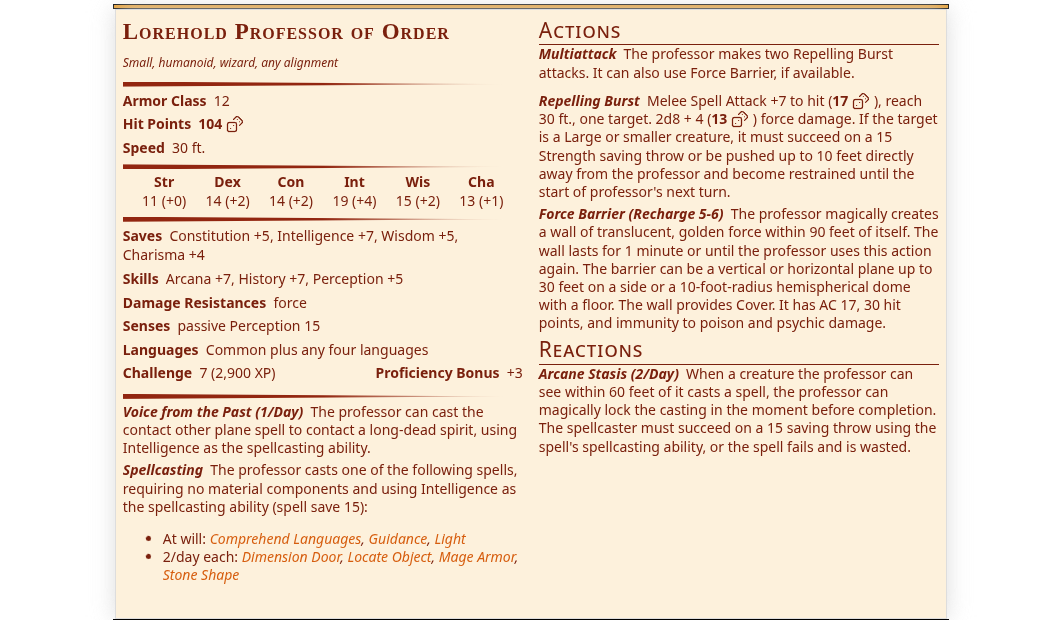 Lorehold Professor of Order
Small, humanoid, wizard, any alignment
Armor Class 12
Hit Points 104
Speed 30 ft.
Str Dex Con Int Wis Cha
11 (+0) 14 (+2) 14 (+2) 19 (+4) 15 (+2) 13 (+1)
Saves Constitution +5, Intelligence +7, Wisdom +5,
Charisma +4
Skills Arcana +7, History +7, Perception +5
Damage Resistances force
Senses passive Perception 15
Languages Common plus any four languages
Challenge 7 (2,900 XP) Proficiency Bonus +3
Voice from the Past (1/Day) The professor can cast the
contact other plane spell to contact a long-dead spirit, using
Intelligence as the spellcasting ability.
Spellcasting The professor casts one of the following spells,
requiring no material components and using Intelligence as
the spellcasting ability (spell save 15):
• At will: Comprehend Languages, Guidance, Light
• 2/day each: Dimension Door, Locate Object, Mage Armor,
Stone Shape
Actions
Multiattack The professor makes two Repelling Burst
attacks. It can also use Force Barrier, if available.
Repelling Burst Melee Spell Attack +7 to hit (17 ), reach
30 ft., one target. 2d8 + 4 (13 ) force damage. If the target
is a Large or smaller creature, it must succeed on a 15
Strength saving throw or be pushed up to 10 feet directly
away from the professor and become restrained until the
start of professor's next turn.
Force Barrier (Recharge 5-6) The professor magically creates
a wall of translucent, golden force within 90 feet of itself. The
wall lasts for 1 minute or until the professor uses this action
again. The barrier can be a vertical or horizontal plane up to
30 feet on a side or a 10-foot-radius hemispherical dome
with a floor. The wall provides Cover. It has AC 17, 30 hit
points, and immunity to poison and psychic damage.
Reactions
Arcane Stasis (2/Day) When a creature the professor can
see within 60 feet of it casts a spell, the professor can
magically lock the casting in the moment before completion.
The spellcaster must succeed on a 15 saving throw using the
spell's spellcasting ability, or the spell fails and is wasted.